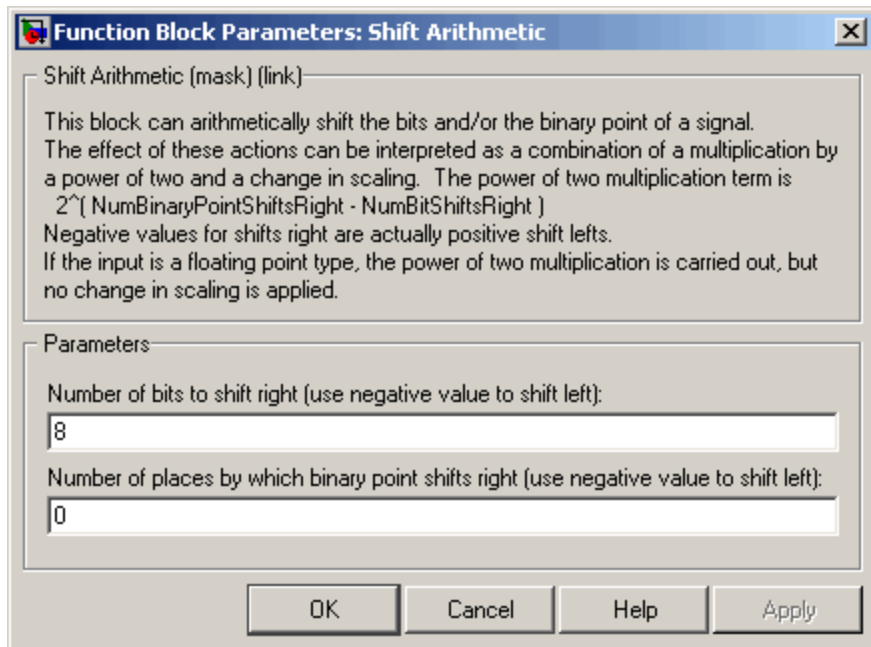 Function Block Parameters: Shift Arithmetic
Shift Arithmetic (mask) (link)
This block can arithmetically shift the bits and/or the binary point of a signal.
The effect of these actions can be interpreted as a combination of a multiplication by
a power of two and a change in scaling.  The power of two multiplication term is
2^( NumBinaryPointShiftsRight - NumBitShiftsRight )
Negative values for shifts right are actually positive shift lefts.
If the input is a floating point type, the power of two multiplication is carried out, but
no change in scaling is applied.
Parameters
Number of bits to shift right (use negative value to shift left):
8
Number of places by which binary point shifts right (use negative value to shift left):
0
OK Cancel Help Apply